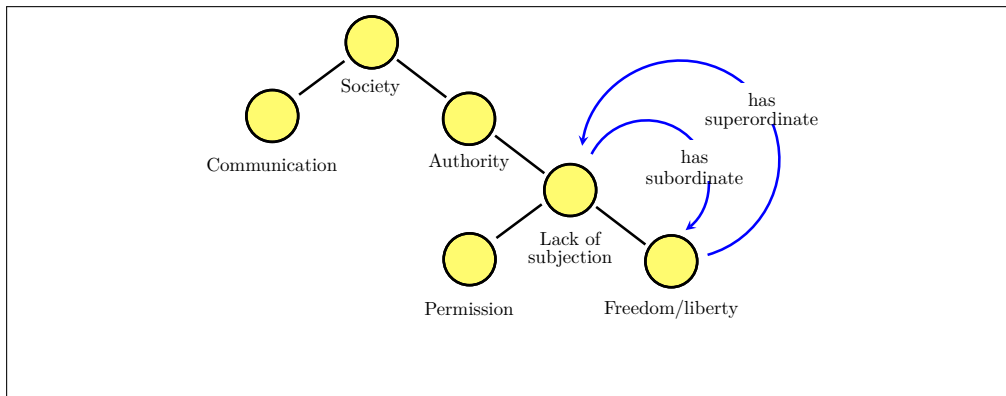 Society
has
superordinate
Communication
Authority
has
subordinate
Lack of
subjection
Permission
Freedom/liberty